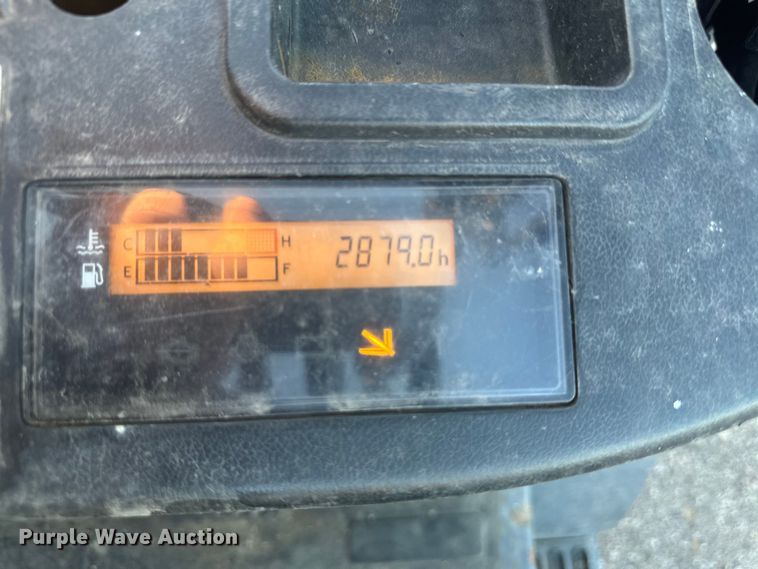 C H 2879.0h
E F
Purple Wave Auction